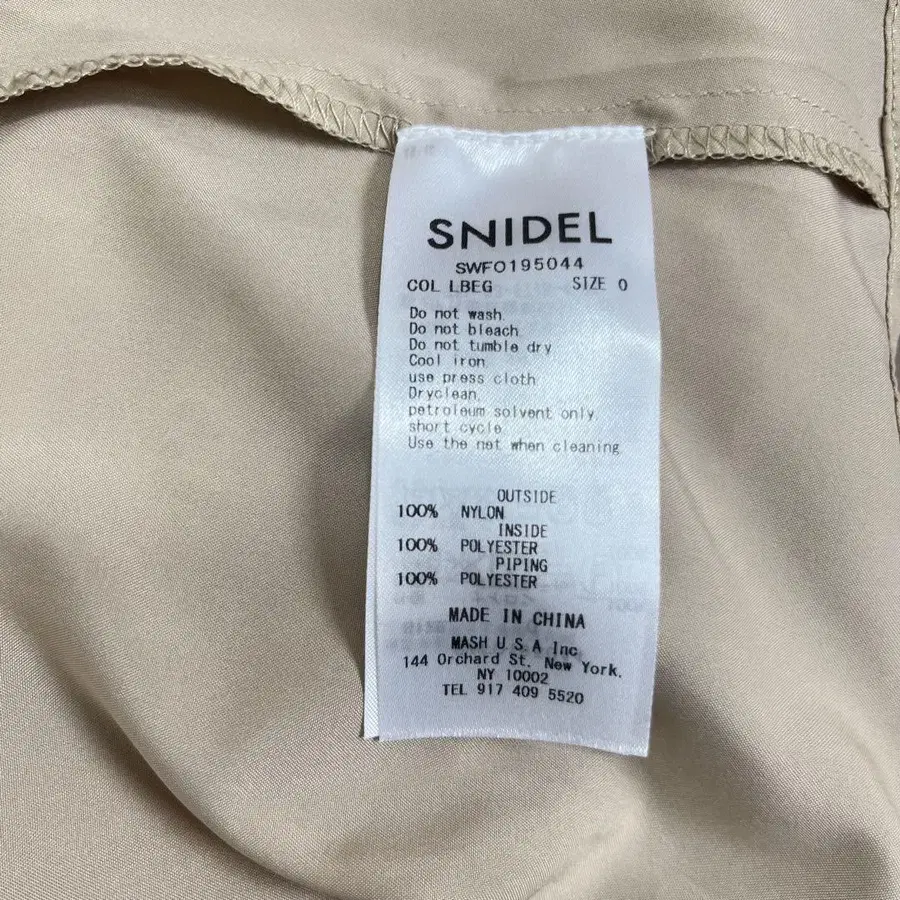 SNIDEL
SWFO195044
COL LBEG SIZE 0
Do not wash.
Do not bleach.
Do not tumble dry
Cool iron.
use press cloth
Dryclean.
petroleum solvent only.
short cycle
Use the net when cleaning
OUTSIDE
100% NYLON
INSIDE
100% POLYESTER
PIPING
100% POLYESTER
MADE IN CHINA
MASH U.S.A Inc
144 Orchard St. New York.
NY 10002
TEL 917 409 5520